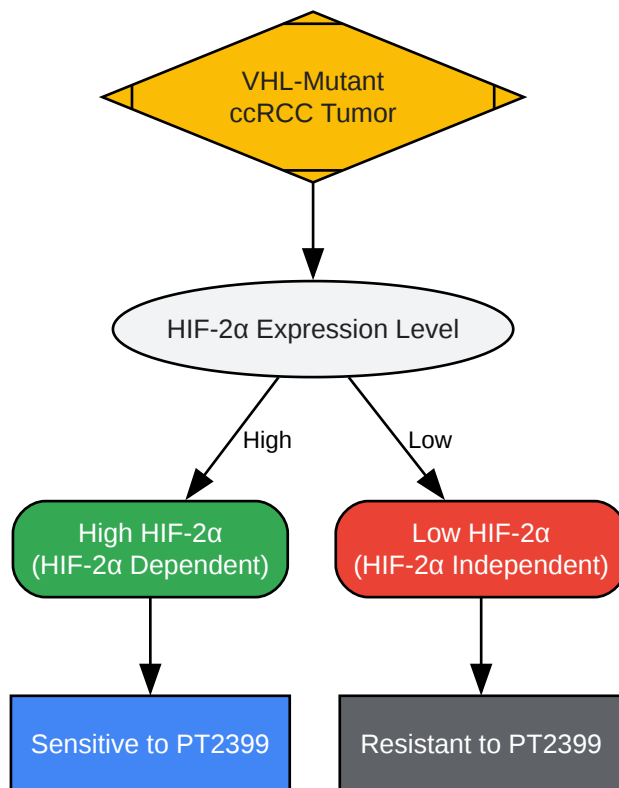 VHL-Mutant
ccRCC Tumor
HIF-2α Expression Level
High
Low
High HIF-2α
(HIF-2α Dependent)
Low HIF-2α
(HIF-2α Independent)
Sensitive to PT2399
Resistant to PT2399